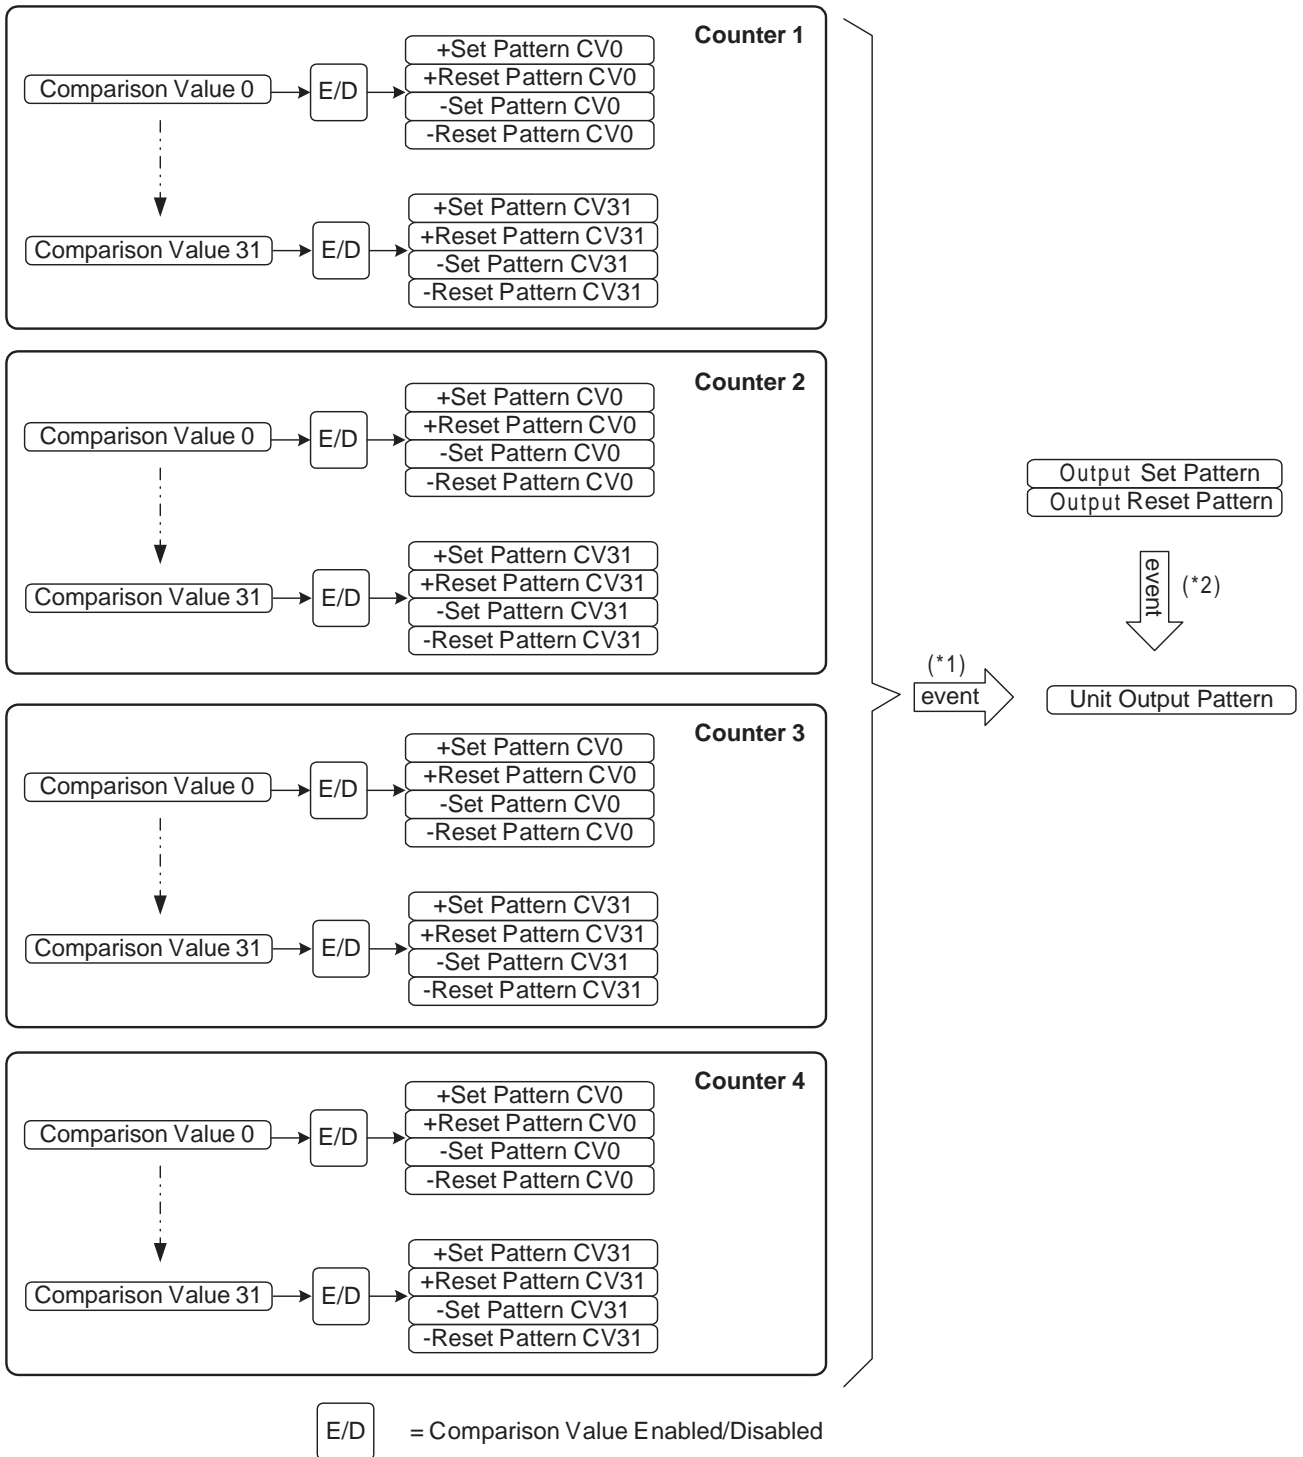 Counter 1
+Set Pattern CV0
+Reset Pattern CV0
-Set Pattern CV0
-Reset Pattern CV0
Comparison Value 0
E/D
+Set Pattern CV31
+Reset Pattern CV31
-Set Pattern CV31
-Reset Pattern CV31
Comparison Value 31
E/D
Counter 2
+Set Pattern CV0
+Reset Pattern CV0
-Set Pattern CV0
-Reset Pattern CV0
Comparison Value 0
E/D
+Set Pattern CV31
+Reset Pattern CV31
-Set Pattern CV31
-Reset Pattern CV31
Comparison Value 31
E/D
Counter 3
+Set Pattern CV0
+Reset Pattern CV0
-Set Pattern CV0
-Reset Pattern CV0
Comparison Value 0
E/D
+Set Pattern CV31
+Reset Pattern CV31
-Set Pattern CV31
-Reset Pattern CV31
Comparison Value 31
E/D
Counter 4
+Set Pattern CV0
+Reset Pattern CV0
-Set Pattern CV0
-Reset Pattern CV0
Comparison Value 0
E/D
+Set Pattern CV31
+Reset Pattern CV31
-Set Pattern CV31
-Reset Pattern CV31
Comparison Value 31
E/D
Output Set Pattern
Output Reset Pattern
event
(*2)
(*1)
event
Unit Output Pattern
E/D
= Comparison Value Enabled/Disabled